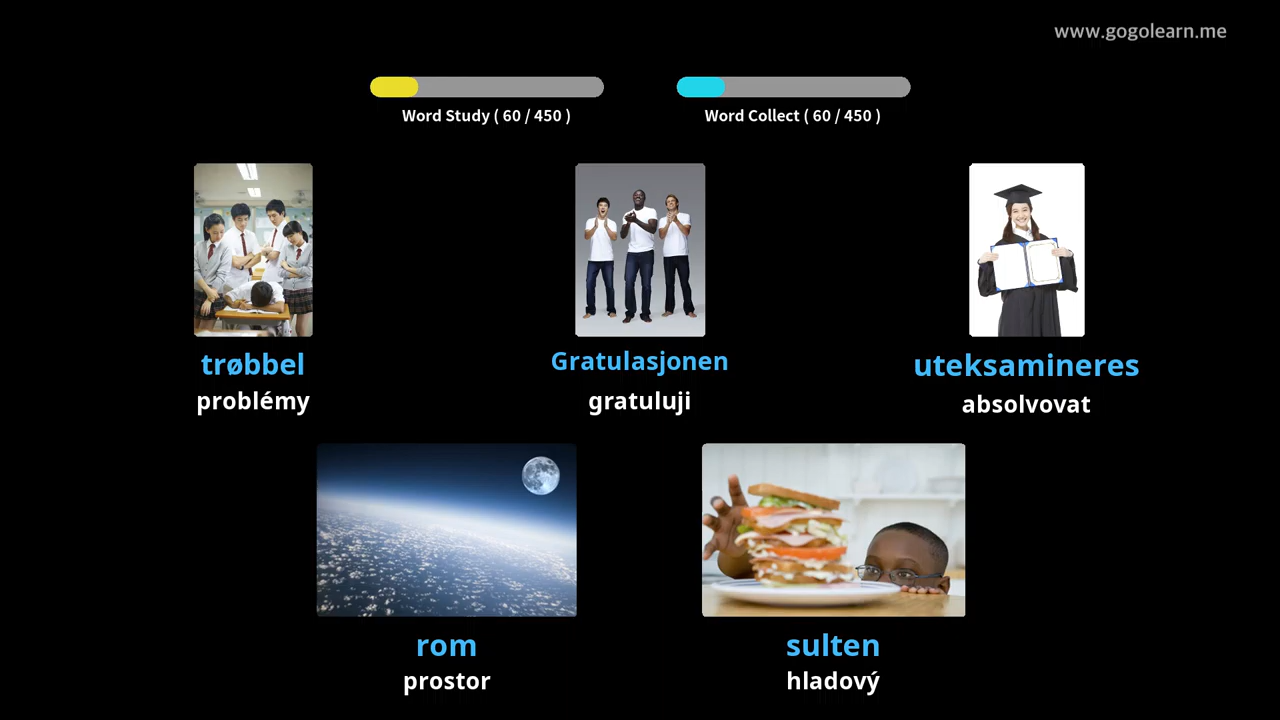 www.gogolearn.me
Word Study ( 60 / 450 )
Word Collect ( 60 / 450 )
trøbbel
problémy
Gratulasjonen
gratuluji
uteksamineres
absolvovat
rom
prostor
sulten
hladový